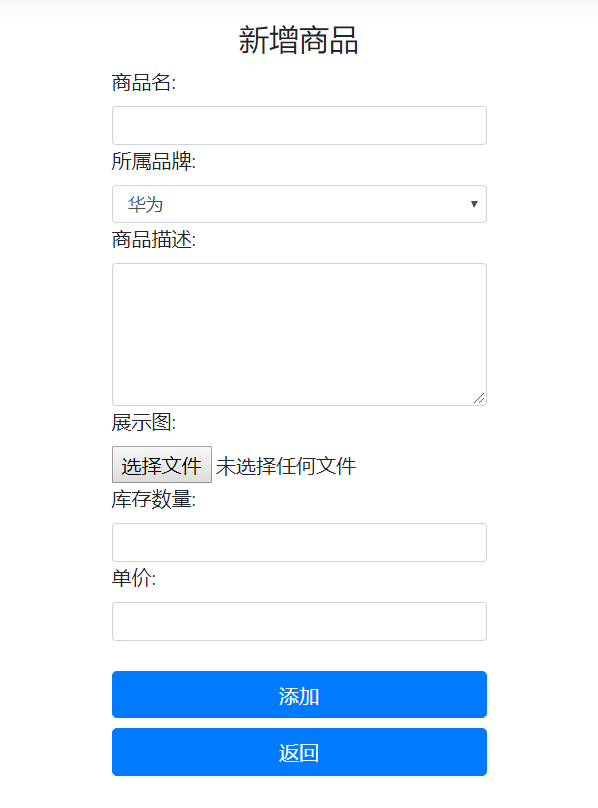 新增商品
商品名:
所属品牌:
华为
商品描述:
展示图:
选择文件 未选择任何文件
库存数量:
单价:
添加
返回